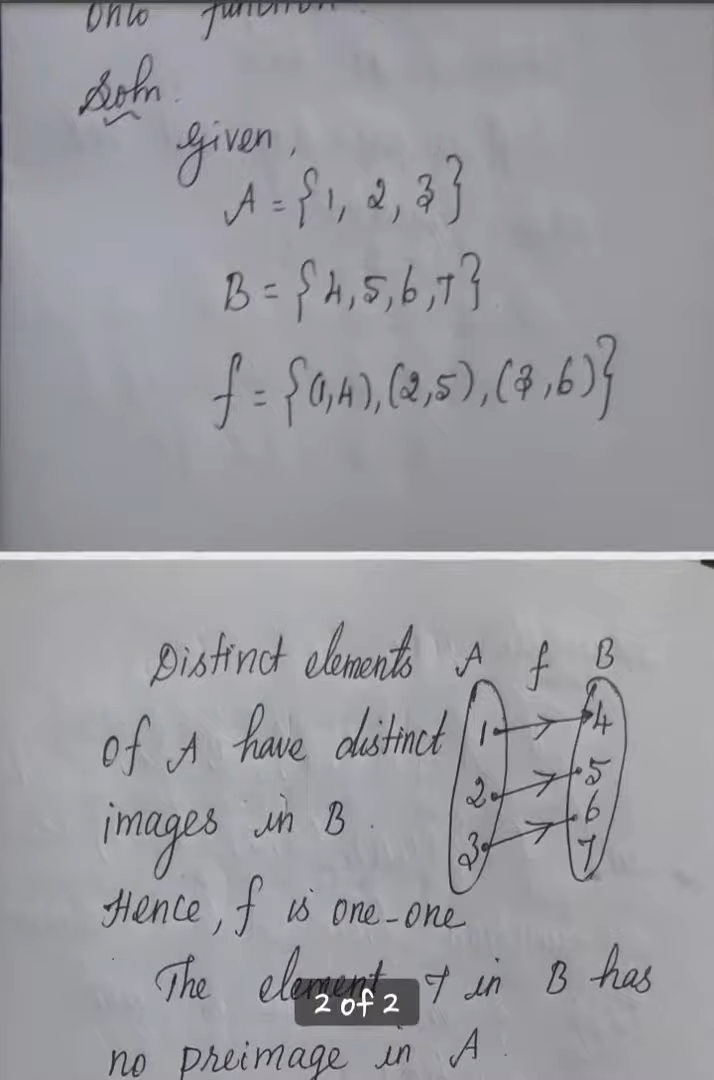 onto function.
Soln.
Given,
A = {1, 2, 3}
B = {4,5,6,7}
f = {(1,4),(2,5),(3,6)}
Distinct elements
of A have distinct
images in B.
Hence, f is one-one
The element 7 in B has
no preimage in A.
A f B
1 4
2 5
3 6
7
2 of 2